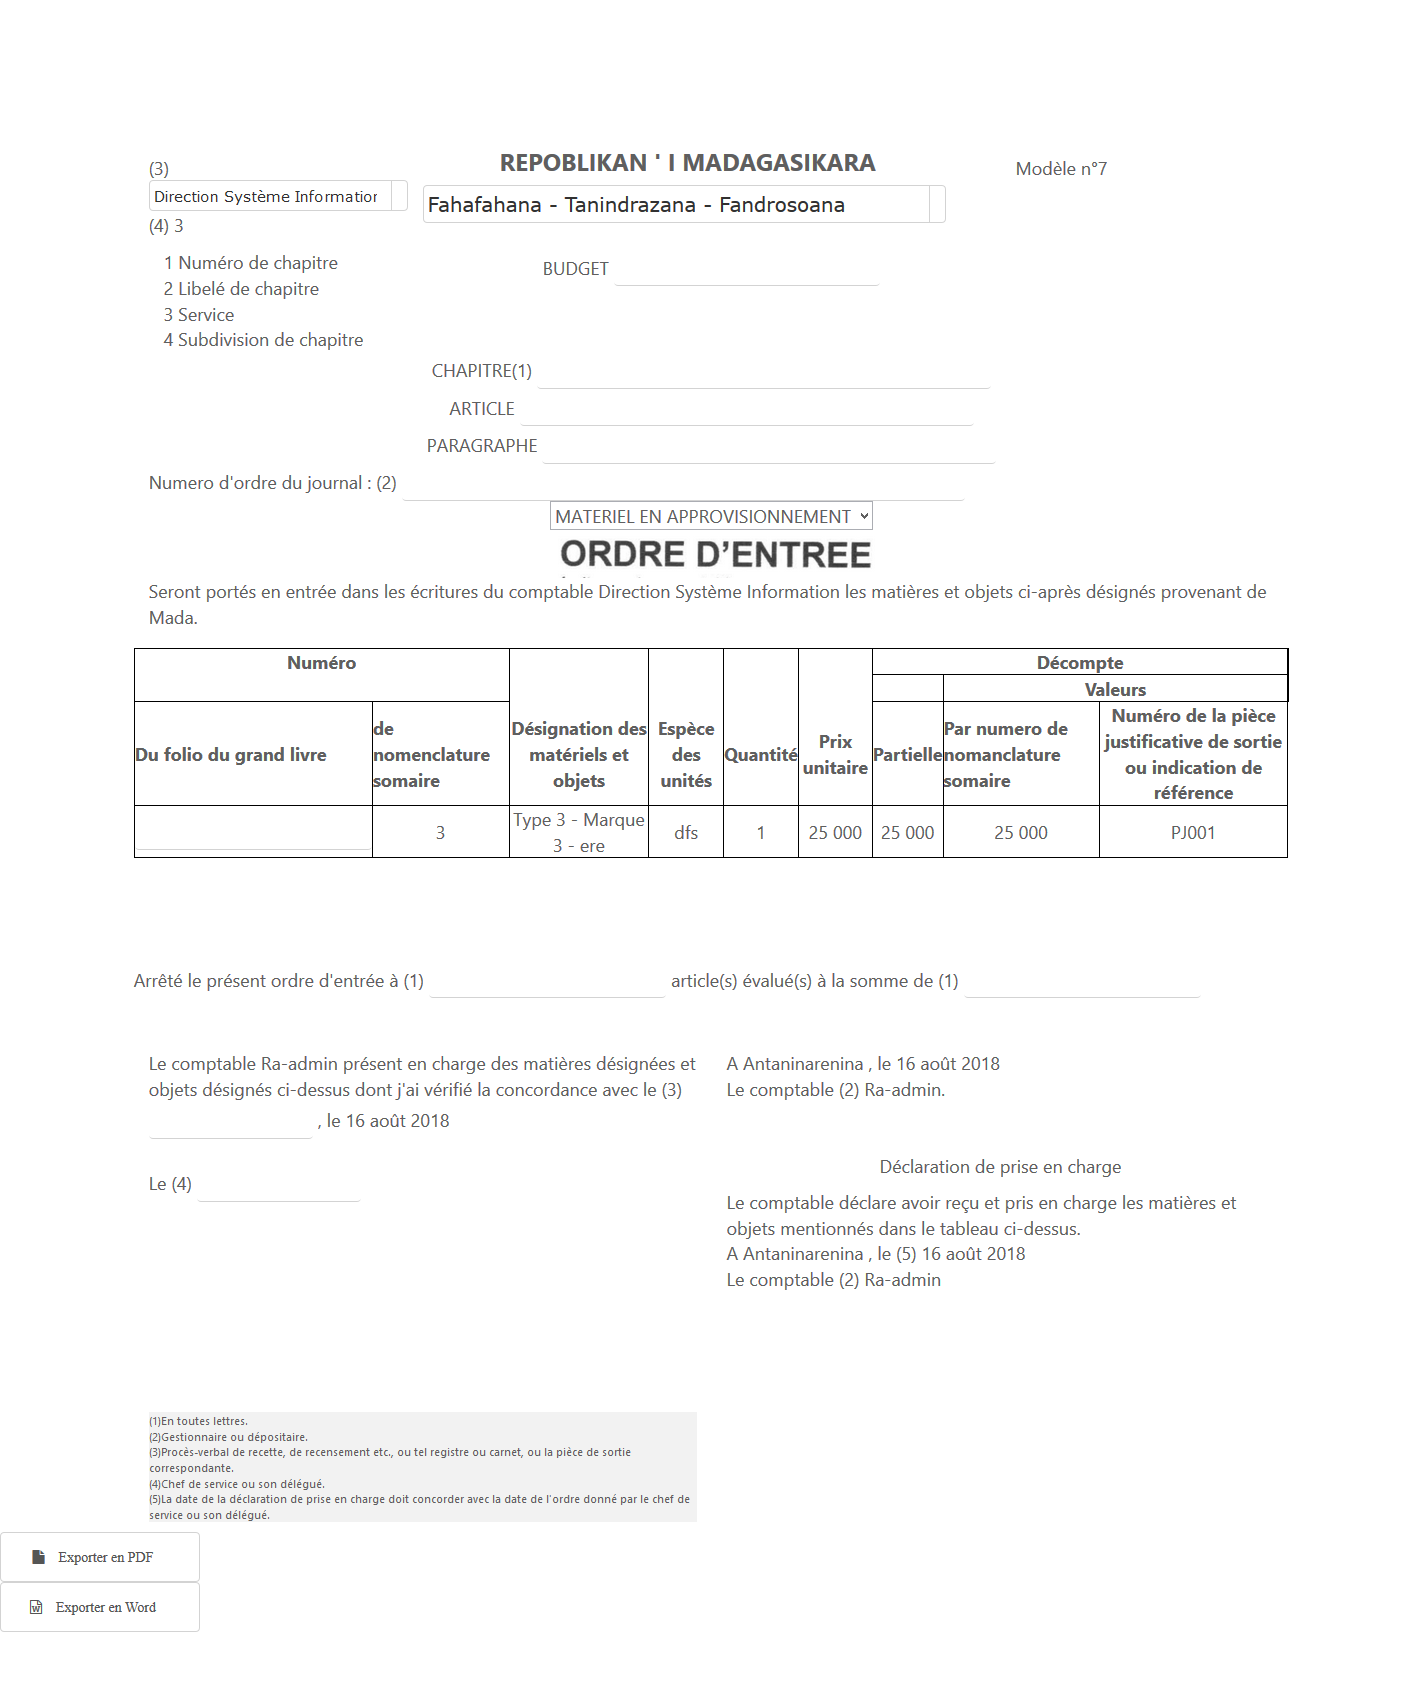 (3)
REPOBLIKAN ' I MADAGASIKARA
Modèle n°7
Direction Système Information
Fahafahana - Tanindrazana - Fandrosoana
(4) 3
1 Numéro de chapitre
2 Libelé de chapitre
3 Service
4 Subdivision de chapitre
BUDGET
CHAPITRE(1)
ARTICLE
PARAGRAPHE
Numero d'ordre du journal : (2)
MATERIEL EN APPROVISIONNEMENT
ORDRE D'ENTREE
Seront portés en entrée dans les écritures du comptable Direction Système Information les matières et objets ci-après désignés provenant de
Mada.
Numéro
Décompte
Valeurs
Du folio du grand livre
de
nomenclature
somaire
Désignation des
matériels et
objets
Espèce
des
unités
Quantité
Prix
unitaire
Partielle
Par numero de
nomanclature
somaire
Numéro de la pièce
justificative de sortie
ou indication de
référence
3
Type 3 - Marque
3 - ere
dfs
1
25 000
25 000
25 000
PJ001
Arrêté le présent ordre d'entrée à (1) article(s) évalué(s) à la somme de (1)
Le comptable Ra-admin présent en charge des matières désignées et
objets désignés ci-dessus dont j'ai vérifié la concordance avec le (3)
, le 16 août 2018
Le (4)
A Antaninarenina , le 16 août 2018
Le comptable (2) Ra-admin.
Déclaration de prise en charge
Le comptable déclare avoir reçu et pris en charge les matières et
objets mentionnés dans le tableau ci-dessus.
A Antaninarenina , le (5) 16 août 2018
Le comptable (2) Ra-admin
(1)En toutes lettres.
(2)Gestionnaire ou dépositaire.
(3)Procès-verbal de recette, de recensement etc., ou tel registre ou carnet, ou la pièce de sortie
correspondante.
(4)Chef de service ou son délégué.
(5)La date de la déclaration de prise en charge doit concorder avec la date de l'ordre donné par le chef de
service ou son délégué.
Exporter en PDF
Exporter en Word